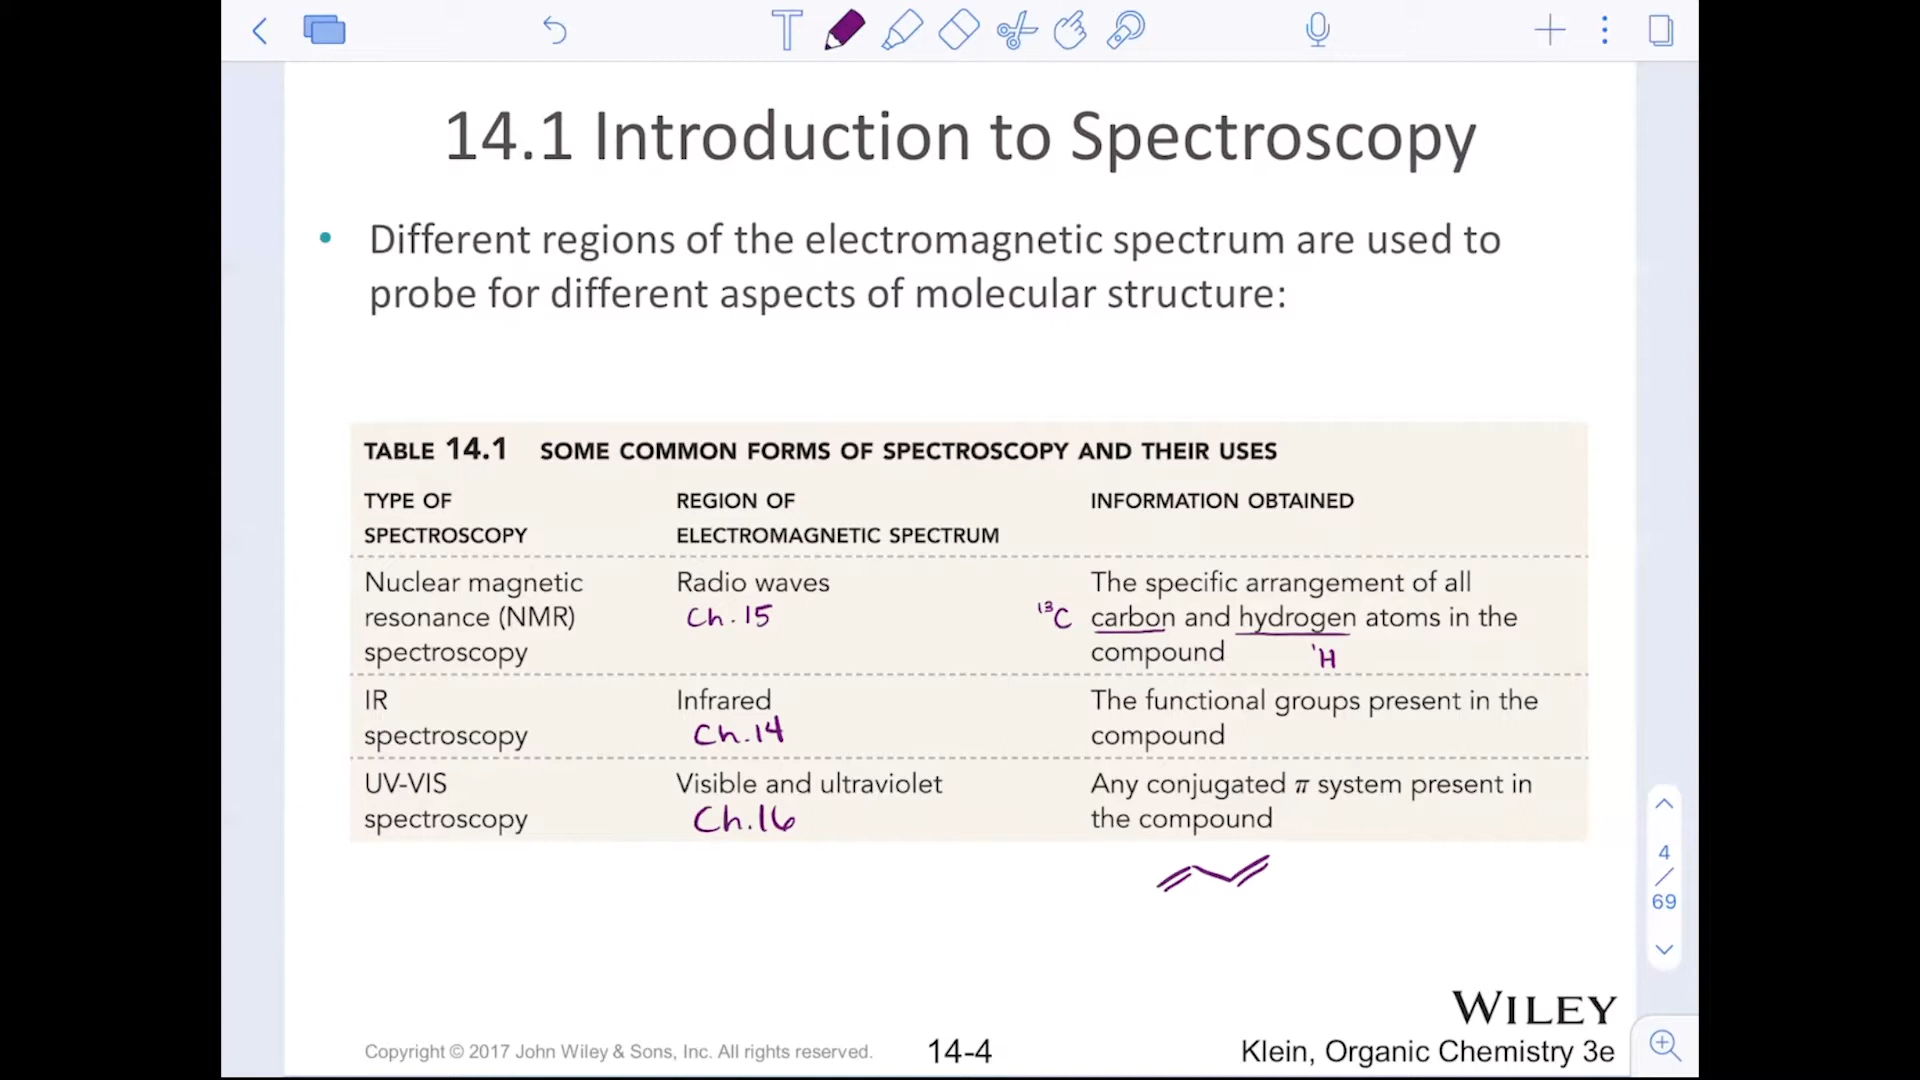 14.1 Introduction to Spectroscopy
• Different regions of the electromagnetic spectrum are used to
probe for different aspects of molecular structure:
TABLE 14.1 SOME COMMON FORMS OF SPECTROSCOPY AND THEIR USES
TYPE OF SPECTROSCOPY
REGION OF ELECTROMAGNETIC SPECTRUM
INFORMATION OBTAINED
Nuclear magnetic
resonance (NMR)
spectroscopy
Radio waves
Ch. 15
The specific arrangement of all
¹³C carbon and hydrogen atoms in the
compound ¹H
IR
spectroscopy
Infrared
Ch. 14
The functional groups present in the
compound
UV-VIS
spectroscopy
Visible and ultraviolet
Ch. 16
Any conjugated π system present in
the compound
4
/
69
WILEY
Copyright © 2017 John Wiley & Sons, Inc. All rights reserved.
14-4
Klein, Organic Chemistry 3e